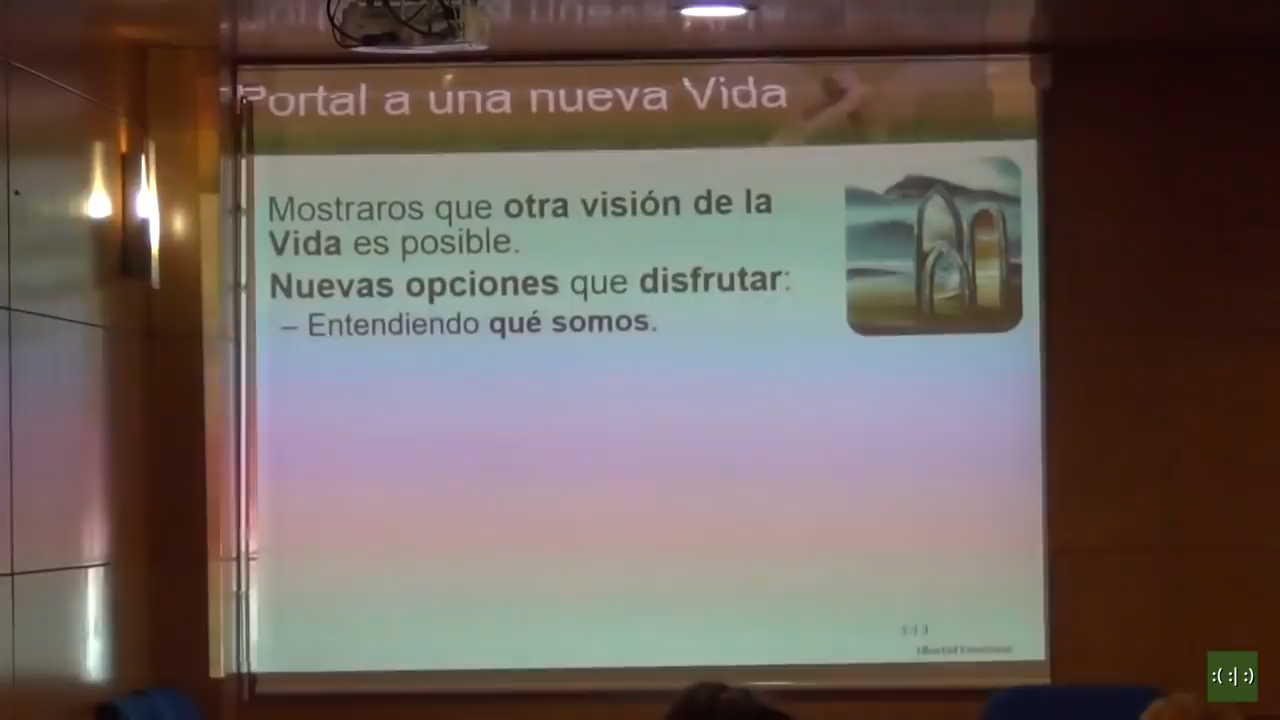 Portal a una nueva Vida
Mostraros que otra visión de la
Vida es posible.
Nuevas opciones que disfrutar:
– Entendiendo qué somos.
:( :| :)